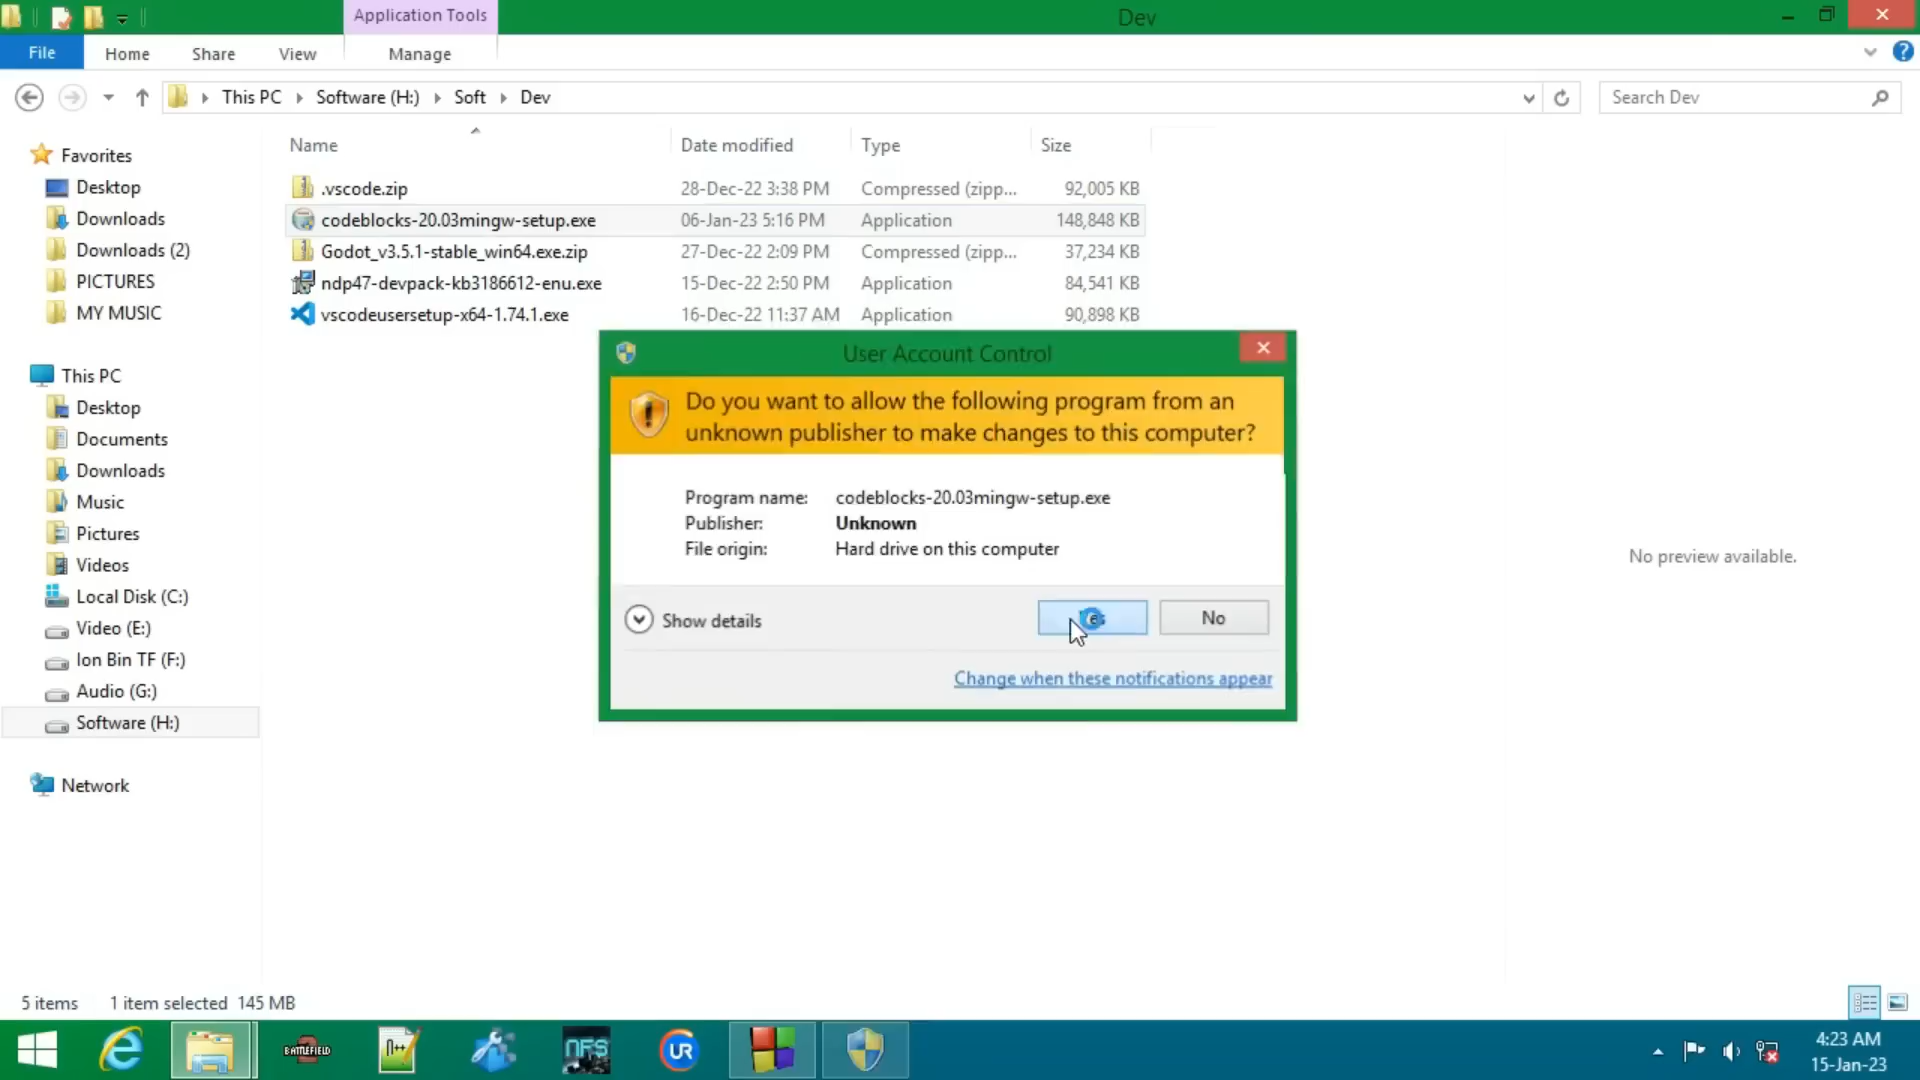 Application Tools
Dev
File
Home
Share
View
Manage
This PC
Software (H:)
Soft
Dev
Search Dev
Name
Date modified
Type
Size
.vscode.zip
28-Dec-22 3:38 PM
Compressed (zipp...
92,005 KB
codeblocks-20.03mingw-setup.exe
06-Jan-23 5:16 PM
Application
148,848 KB
Godot_v3.5.1-stable_win64.exe.zip
27-Dec-22 2:09 PM
Compressed (zipp...
37,234 KB
ndp47-devpack-kb3186612-enu.exe
15-Dec-22 2:50 PM
Application
84,541 KB
vscodeusersetup-x64-1.74.1.exe
16-Dec-22 11:37 AM
Application
90,898 KB
Favorites
Desktop
Downloads
Downloads (2)
PICTURES
MY MUSIC
This PC
Desktop
Documents
Downloads
Music
Pictures
Videos
Local Disk (C:)
Video (E:)
Ion Bin TF (F:)
Audio (G:)
Software (H:)
Network
User Account Control
Do you want to allow the following program from an
unknown publisher to make changes to this computer?
Program name: codeblocks-20.03mingw-setup.exe
Publisher: Unknown
File origin: Hard drive on this computer
Show details
No
Change when these notifications appear
No preview available.
5 items
1 item selected 145 MB
BATTLEFIELD
n++
NFS
UR
4:23 AM
15-Jan-23